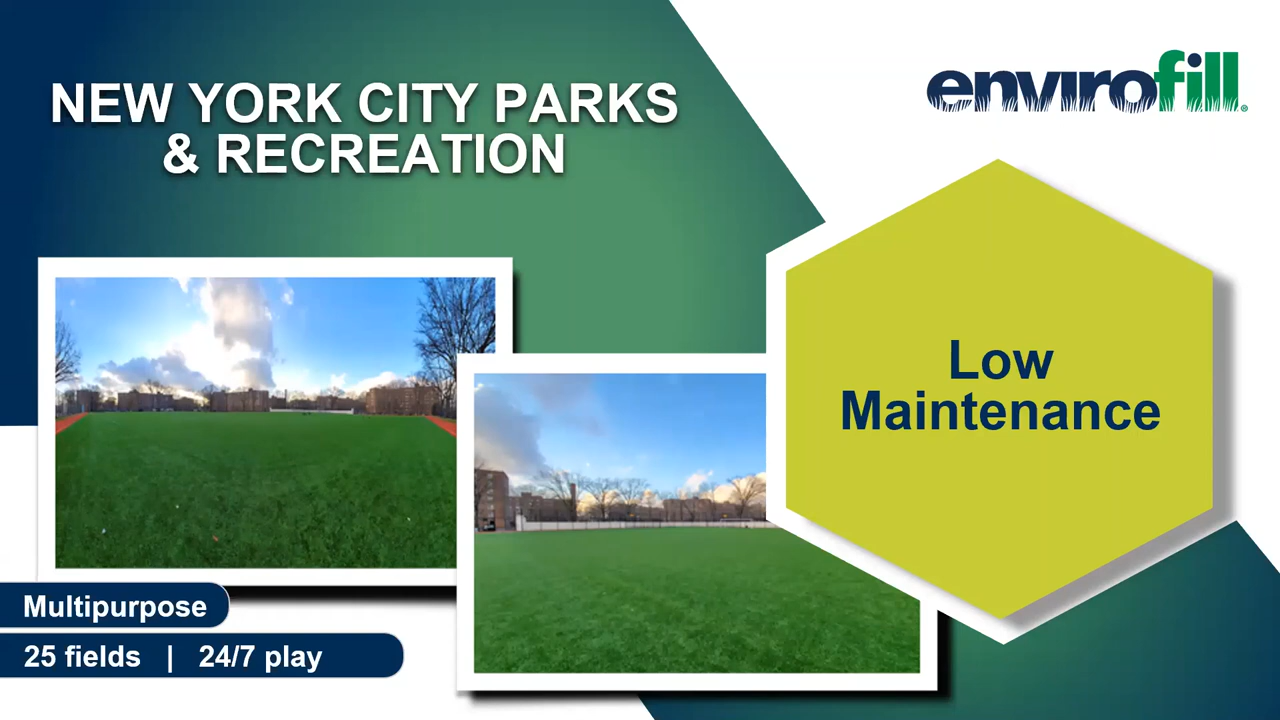 NEW YORK CITY PARKS
& RECREATION
envirofill®
Low
Maintenance
Multipurpose
25 fields | 24/7 play